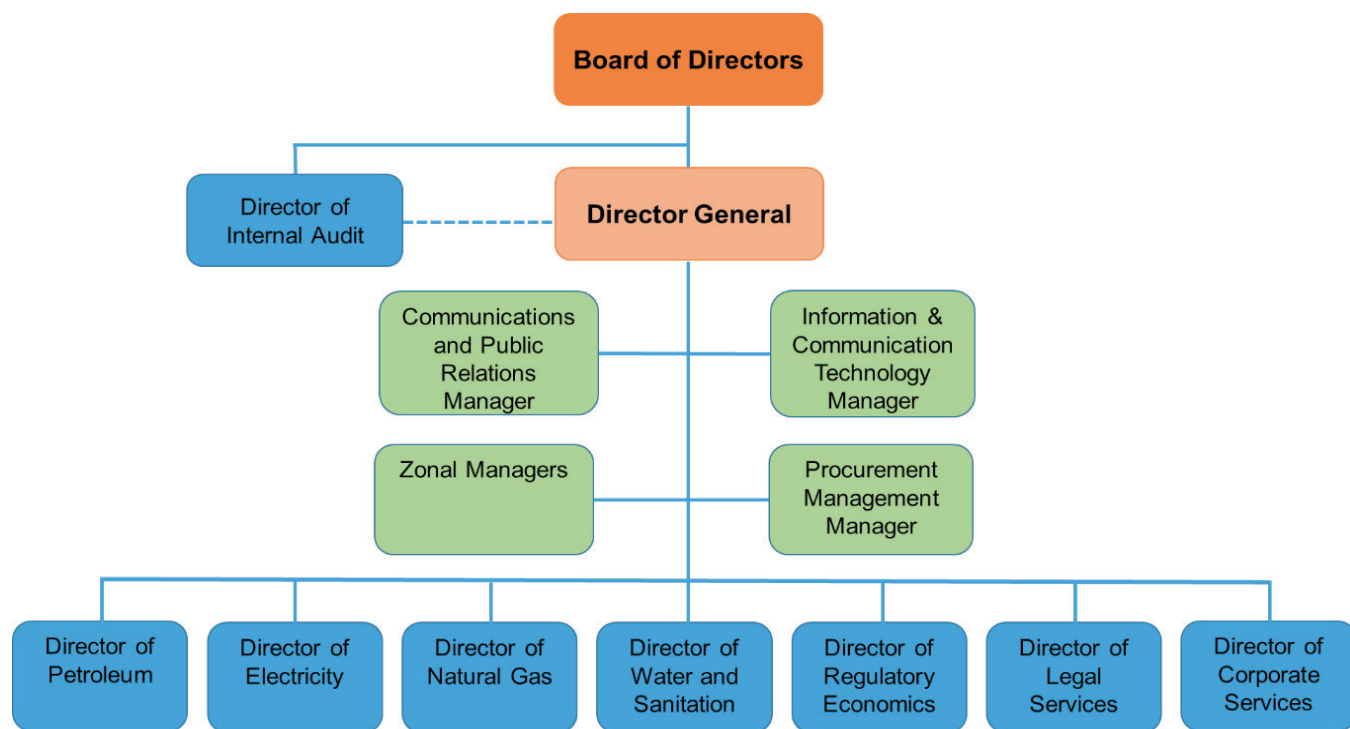 Board of Directors
Director of
Internal Audit
Director General
Communications
and Public
Relations
Manager
Information &
Communication
Technology
Manager
Zonal Managers
Procurement
Management
Manager
Director of
Petroleum
Director of
Electricity
Director of
Natural Gas
Director of
Water and
Sanitation
Director of
Regulatory
Economics
Director of
Legal
Services
Director of
Corporate
Services